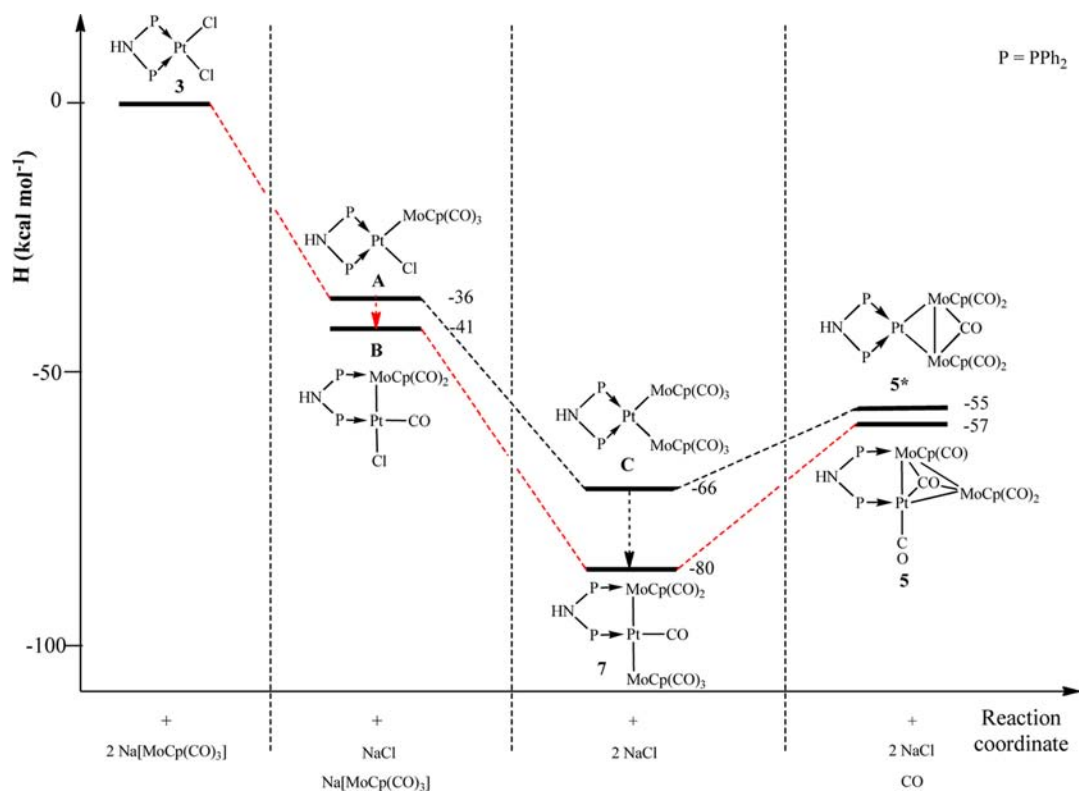 P = PPh₂
H (kcal mol⁻¹)
0
-50
-100
P
HN
P
Pt
Cl
Cl
3
P
HN
P
Pt
MoCp(CO)₃
Cl
A
-36
-41
B
P
HN
P
MoCp(CO)₂
Pt
CO
Cl
P
HN
P
Pt
MoCp(CO)₃
MoCp(CO)₃
C
-66
-80
P
HN
P
MoCp(CO)₂
Pt
CO
MoCp(CO)₃
7
P
HN
P
Pt
MoCp(CO)₂
CO
MoCp(CO)₂
5*
-55
-57
P
HN
P
MoCp(CO)
CO
MoCp(CO)₂
Pt
C
O
5
+
2 Na[MoCp(CO)₃]
+
NaCl
Na[MoCp(CO)₃]
+
2 NaCl
+
2 NaCl
CO
Reaction
coordinate